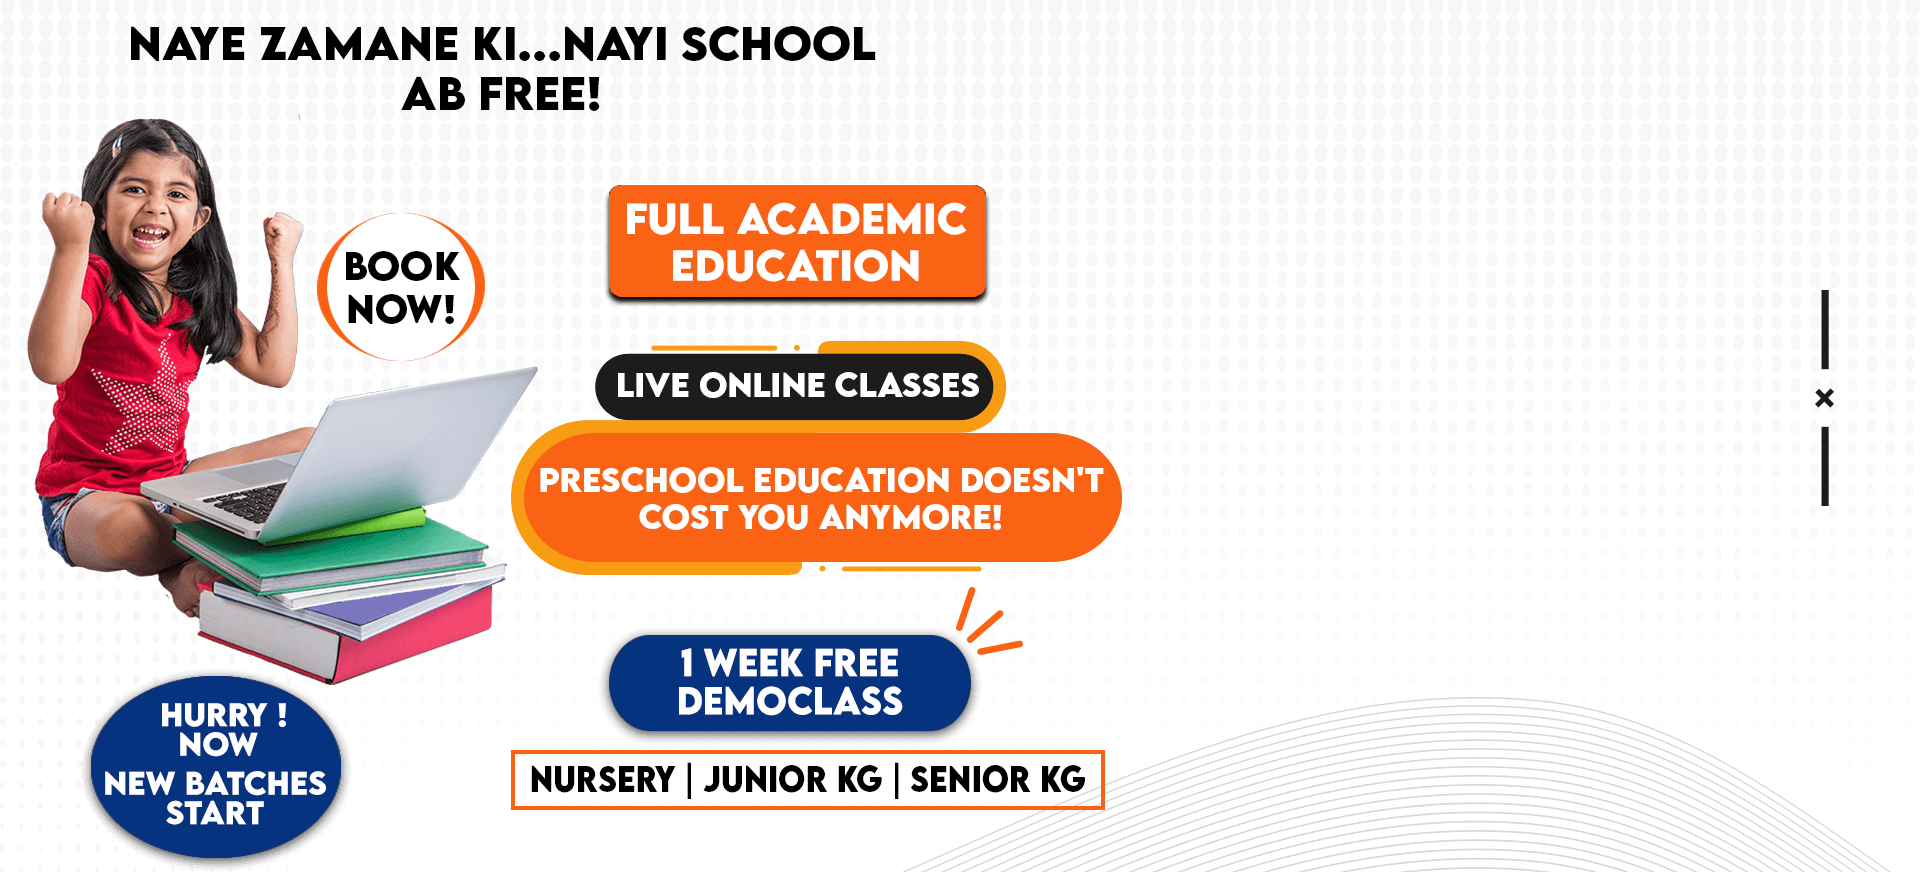 NAYE ZAMANE KI...NAYI SCHOOL
AB FREE!
BOOK
NOW!
FULL ACADEMIC
EDUCATION
LIVE ONLINE CLASSES
PRESCHOOL EDUCATION DOESN'T
COST YOU ANYMORE!
1 WEEK FREE
DEMOCLASS
HURRY !
NOW
NEW BATCHES
START
NURSERY | JUNIOR KG | SENIOR KG